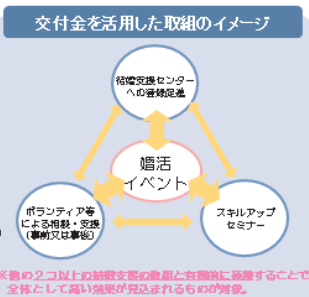 交付金を活用した取組のイメージ
結婚支援センター
への登録促進
婚活
イベント
ボランティア等
による相談・支援
(事前又は事後)
スキルアップ
セミナー
※他の2つ以上の結婚支援の取組と有機的に連携することで
全体として高い効果が見込まれるものが対象。